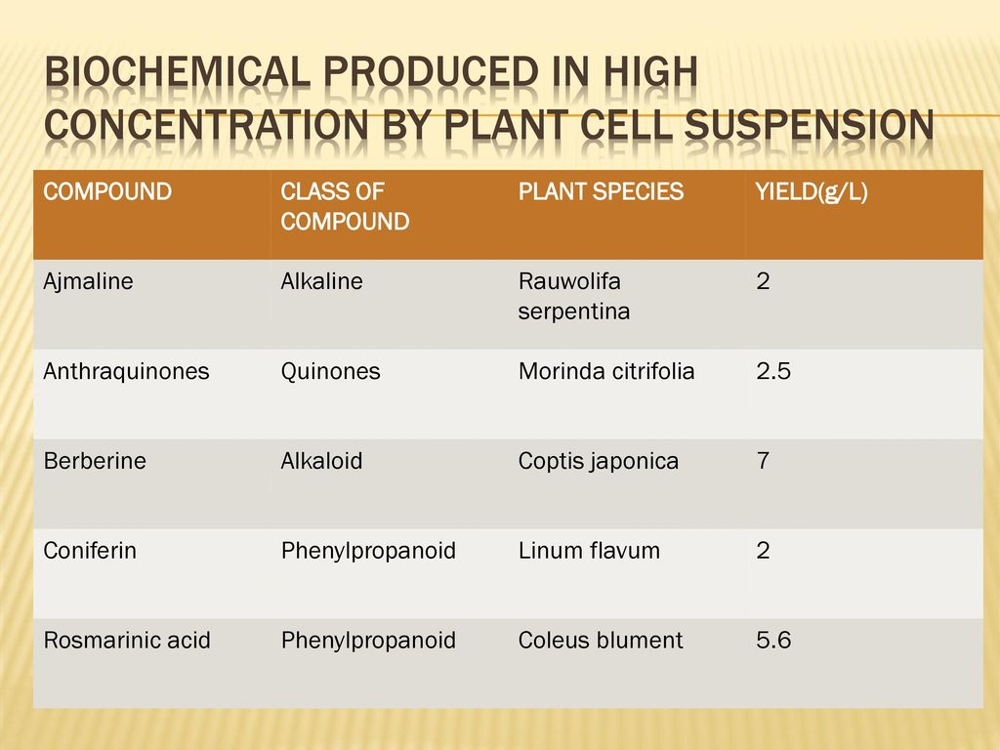 BIOCHEMICAL PRODUCED IN HIGH
CONCENTRATION BY PLANT CELL SUSPENSION
COMPOUND CLASS OF COMPOUND PLANT SPECIES YIELD(g/L)
Ajmaline Alkaline Rauwolifa serpentina 2
Anthraquinones Quinones Morinda citrifolia 2.5
Berberine Alkaloid Coptis japonica 7
Coniferin Phenylpropanoid Linum flavum 2
Rosmarinic acid Phenylpropanoid Coleus blument 5.6